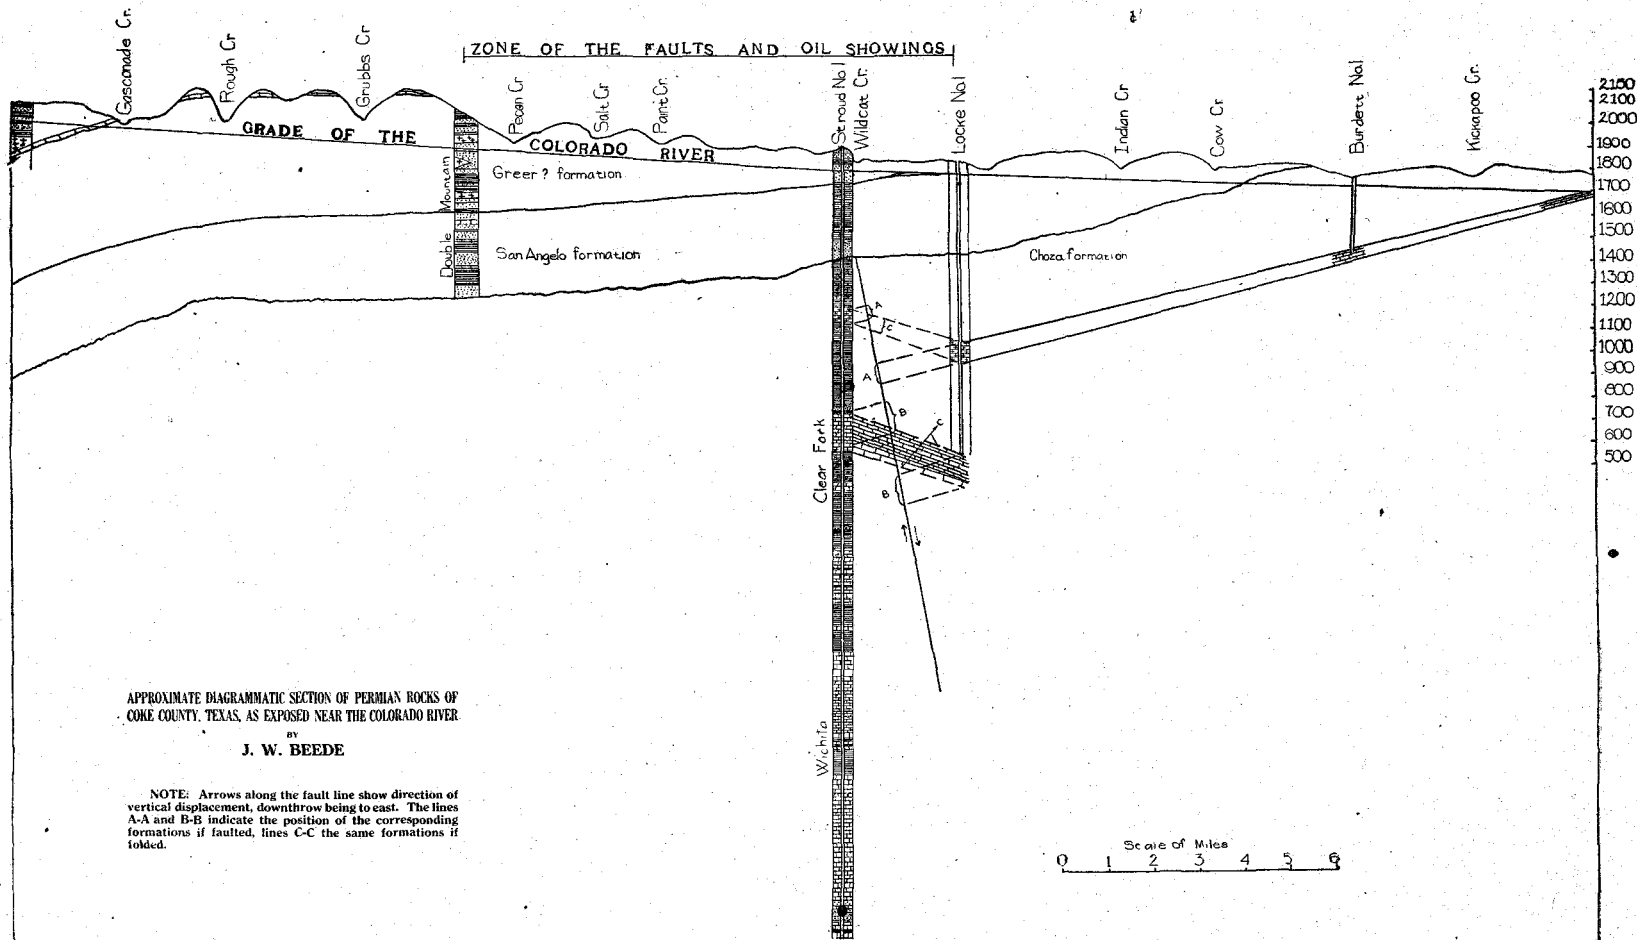 ZONE OF THE FAULTS AND OIL SHOWINGS
Gasconade Cr.
Rough Cr
Grubbs Cr
Pecan Cr
Salt Cr
Paint Cr.
Stroud No1
Wildcat Cr.
Locke No1
Indian Cr
Cow Cr.
Burdett No1
Kickapoo Cr.
GRADE OF THE COLORADO RIVER
Greer ? formation
San Angelo formation
Choza formation
Double Mountain
Clear Fork
Wichita
A
C
A
B
C
B
2100
2000
1900
1800
1700
1600
1500
1400
1300
1200
1100
1000
900
800
700
600
500
APPROXIMATE DIAGRAMMATIC SECTION OF PERMIAN ROCKS OF
COKE COUNTY, TEXAS, AS EXPOSED NEAR THE COLORADO RIVER
BY
J. W. BEEDE
NOTE: Arrows along the fault line show direction of
vertical displacement, downthrow being to east. The lines
A-A and B-B indicate the position of the corresponding
formations if faulted, lines C-C the same formations if
folded.
Scale of Miles
0 1 2 3 4 5 6